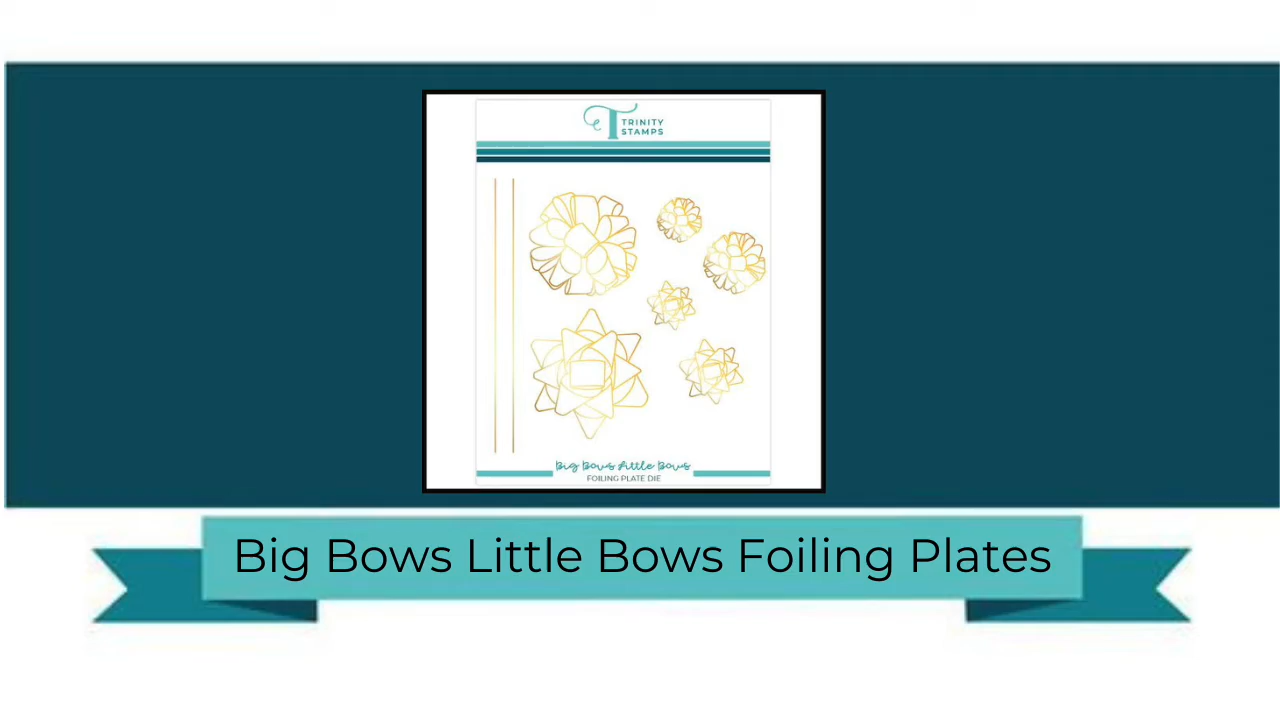 TRINITY
STAMPS
Big Bows Little Bows
FOILING PLATE DIE
Big Bows Little Bows Foiling Plates